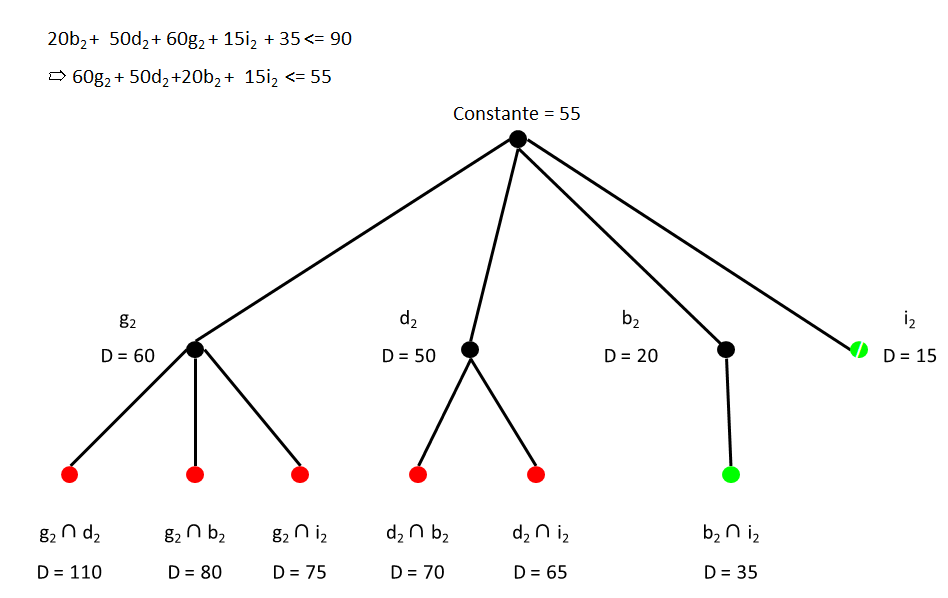 20b₂ + 50d₂ + 60g₂ + 15i₂ + 35 <= 90
⇨ 60g₂ + 50d₂ +20b₂ + 15i₂ <= 55
Constante = 55
g₂ d₂ b₂ i₂
D = 60 D = 50 D = 20 D = 15
g₂ ∩ d₂ g₂ ∩ b₂ g₂ ∩ i₂ d₂ ∩ b₂ d₂ ∩ i₂ b₂ ∩ i₂
D = 110 D = 80 D = 75 D = 70 D = 65 D = 35